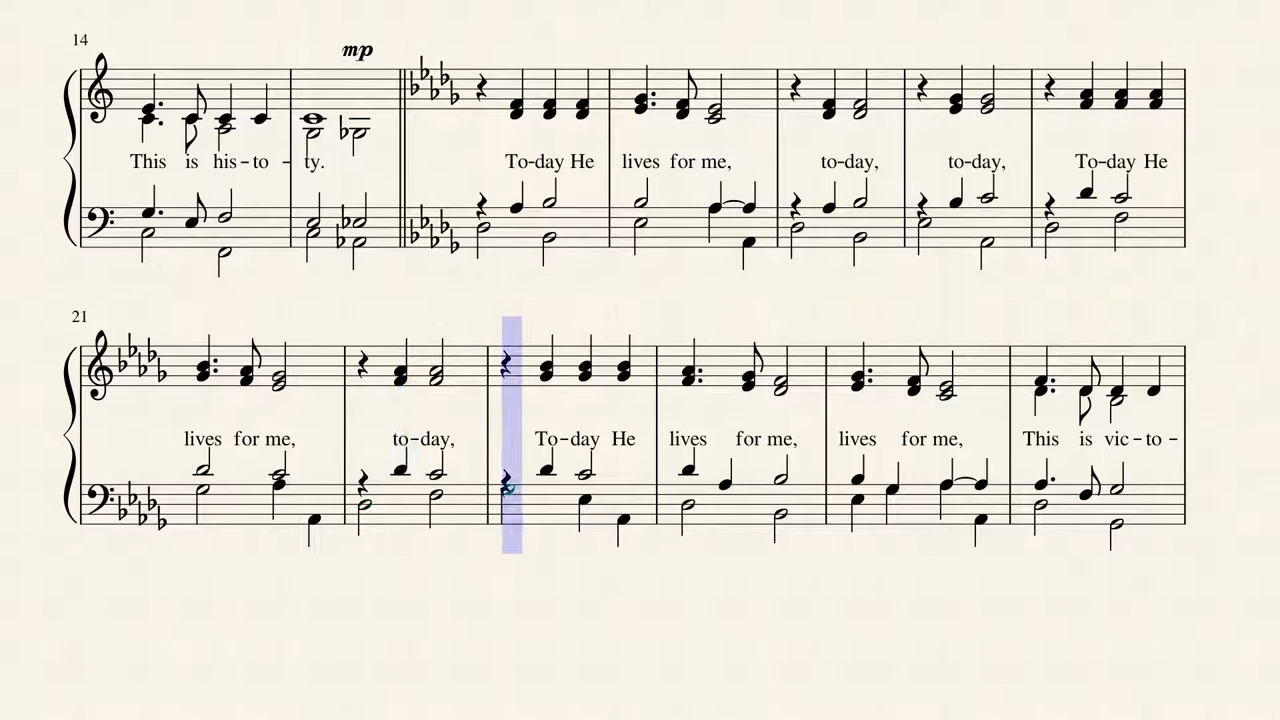 14
mp
This is his-to - ty. To-day He lives for me, to-day, to-day, To-day He
21
lives for me, to-day, To-day He lives for me, lives for me, This is vic-to-